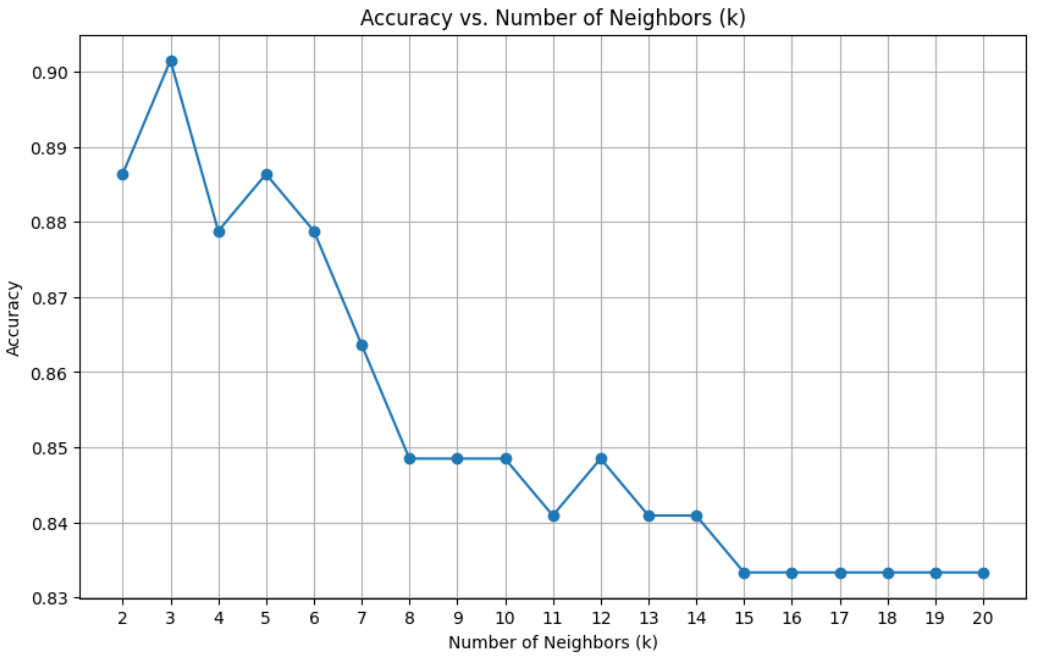 Accuracy vs. Number of Neighbors (k)
0.90
0.89
0.88
0.87
0.86
0.85
0.84
0.83
Accuracy
2 3 4 5 6 7 8 9 10 11 12 13 14 15 16 17 18 19 20
Number of Neighbors (k)